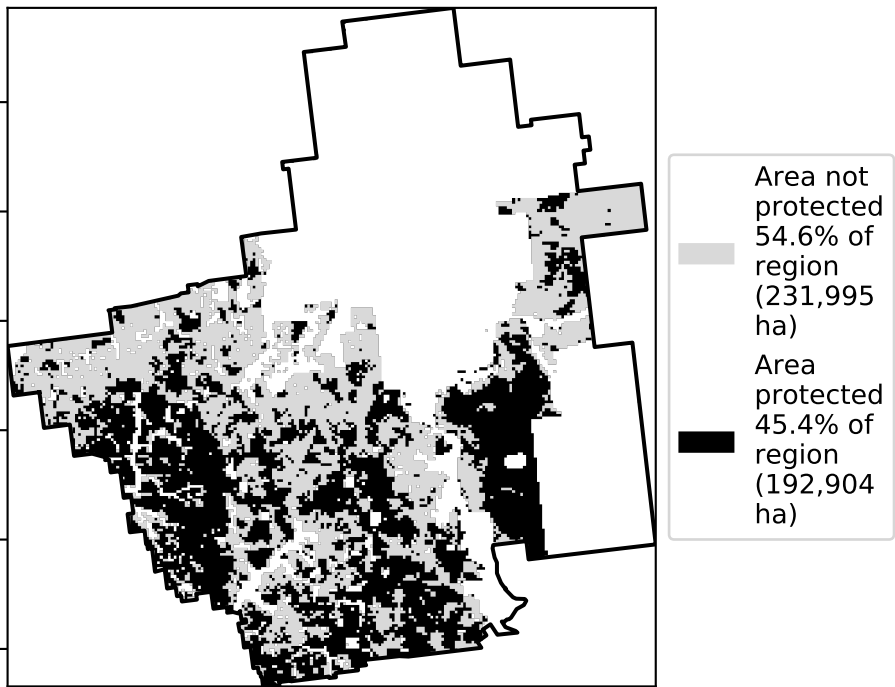 Area not
protected
54.6% of
region
(231,995
ha)
Area
protected
45.4% of
region
(192,904
ha)